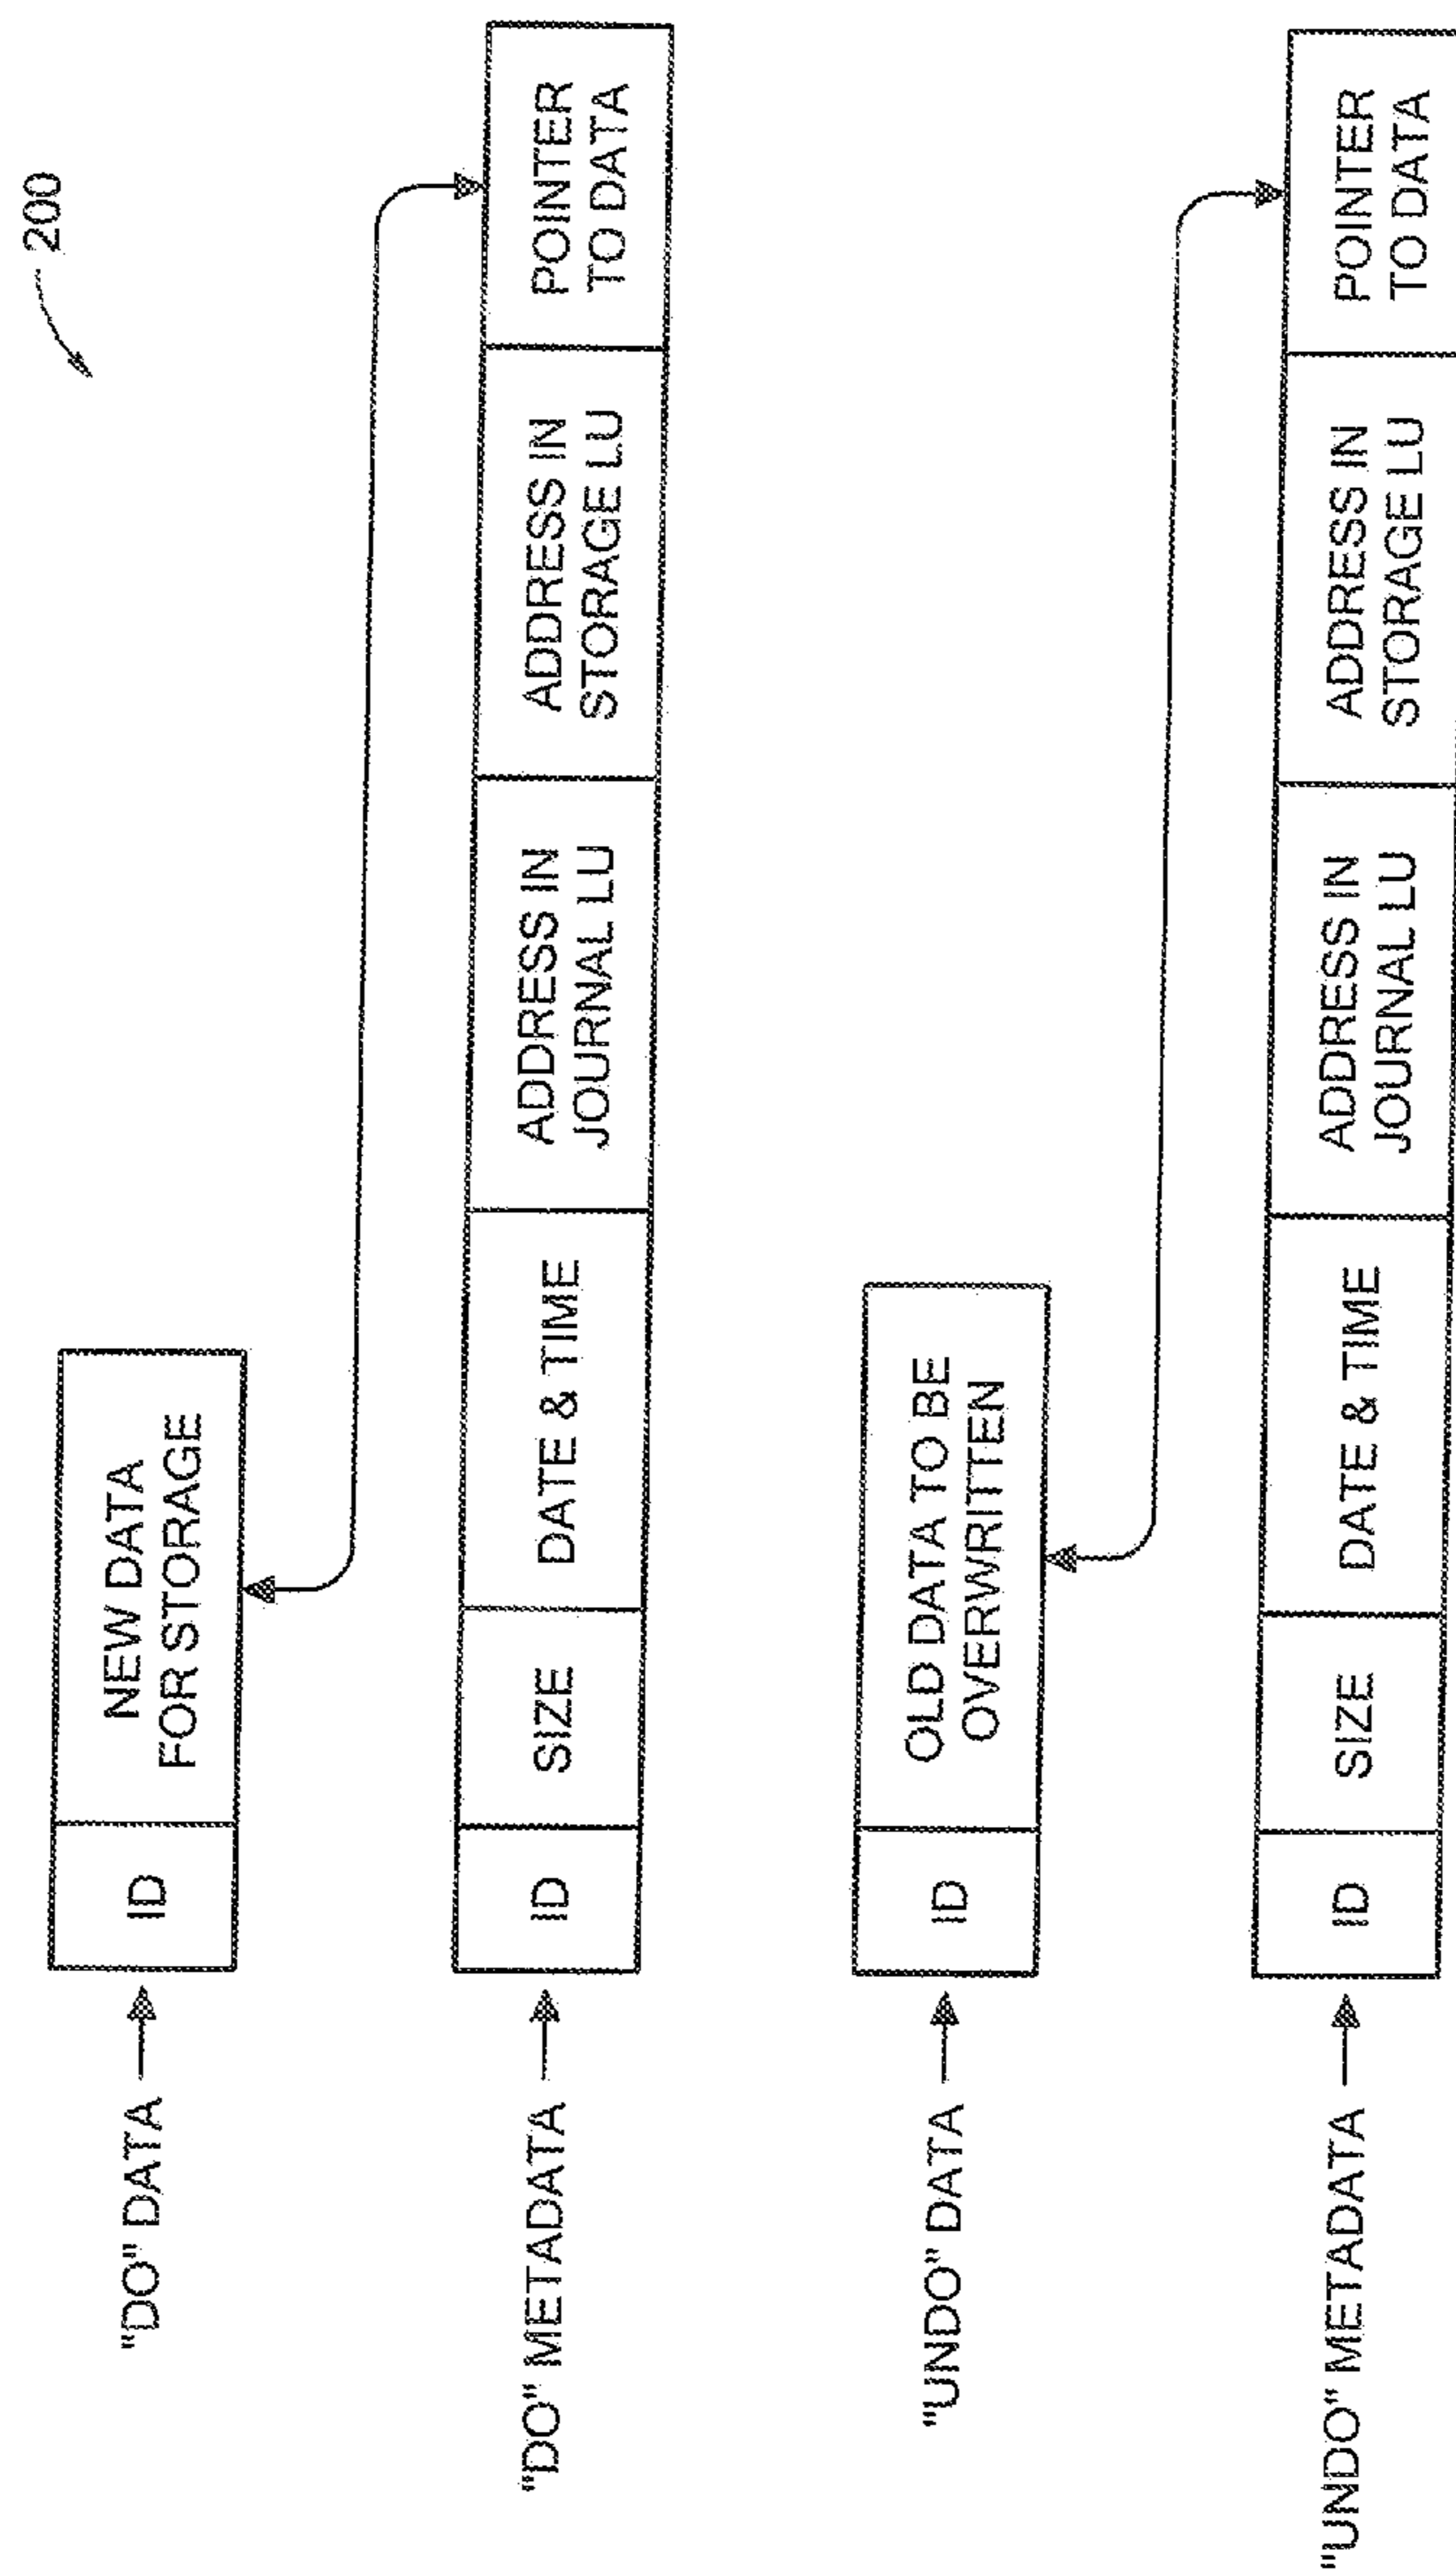 200
"DO" DATA
ID
NEW DATA
FOR STORAGE
"DO" METADATA
ID
SIZE
DATE & TIME
ADDRESS IN
JOURNAL LU
ADDRESS IN
STORAGE LU
POINTER
TO DATA
"UNDO" DATA
ID
OLD DATA TO BE
OVERWRITTEN
"UNDO" METADATA
ID
SIZE
DATE & TIME
ADDRESS IN
JOURNAL LU
ADDRESS IN
STORAGE LU
POINTER
TO DATA